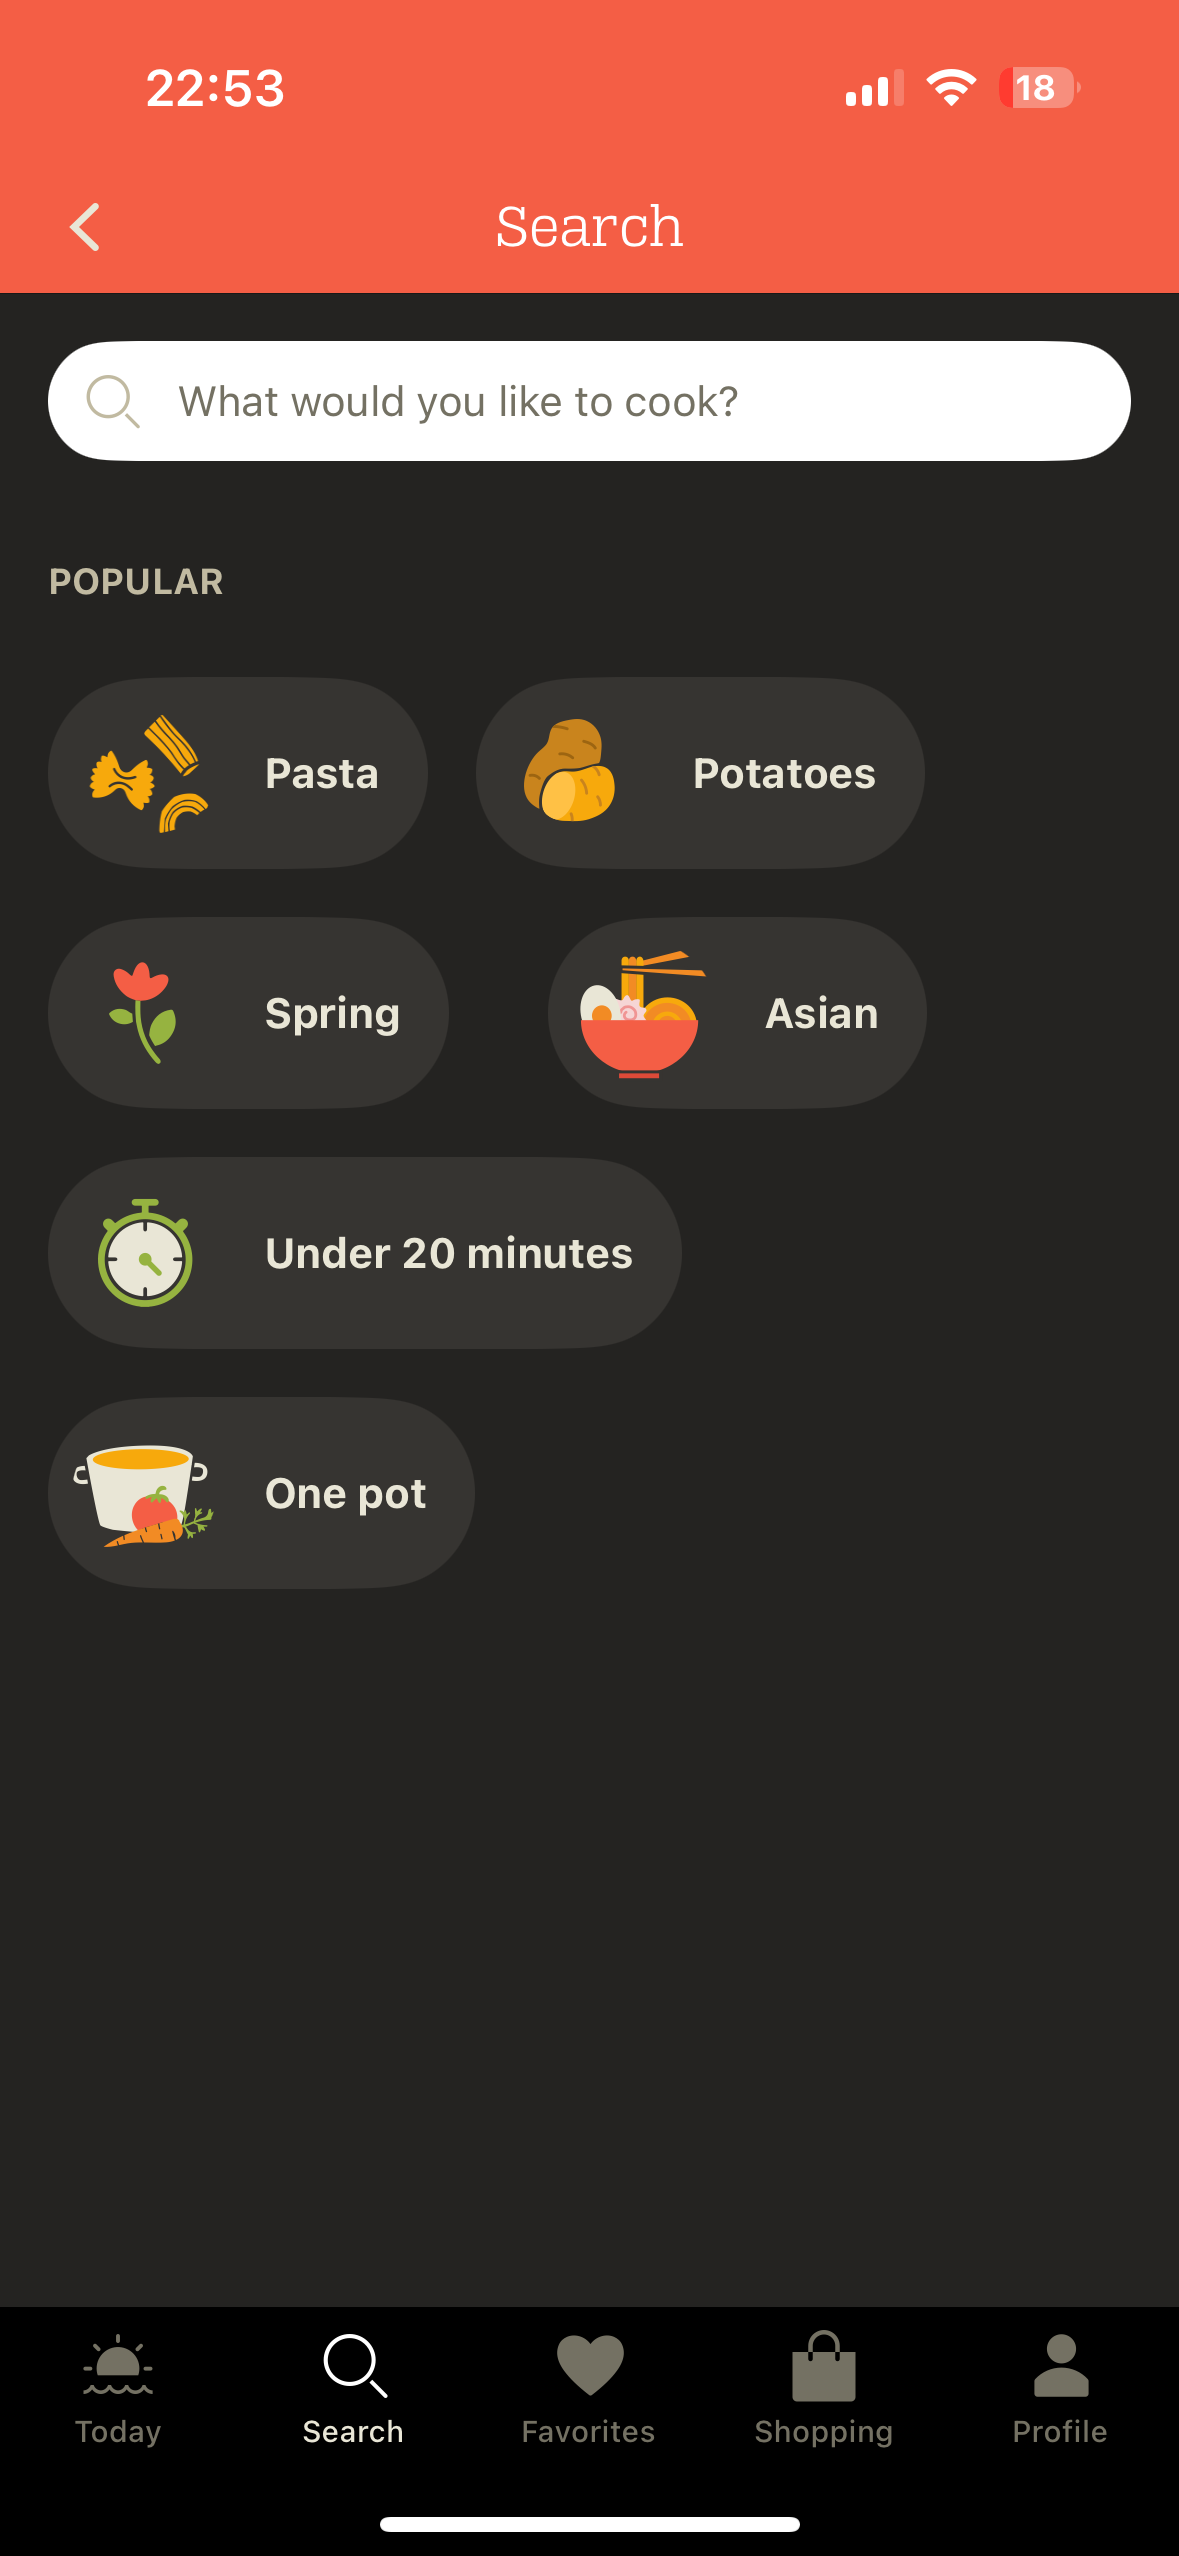 22:53
18
Search
What would you like to cook?
POPULAR
Pasta
Potatoes
Spring
Asian
Under 20 minutes
One pot
Today
Search
Favorites
Shopping
Profile